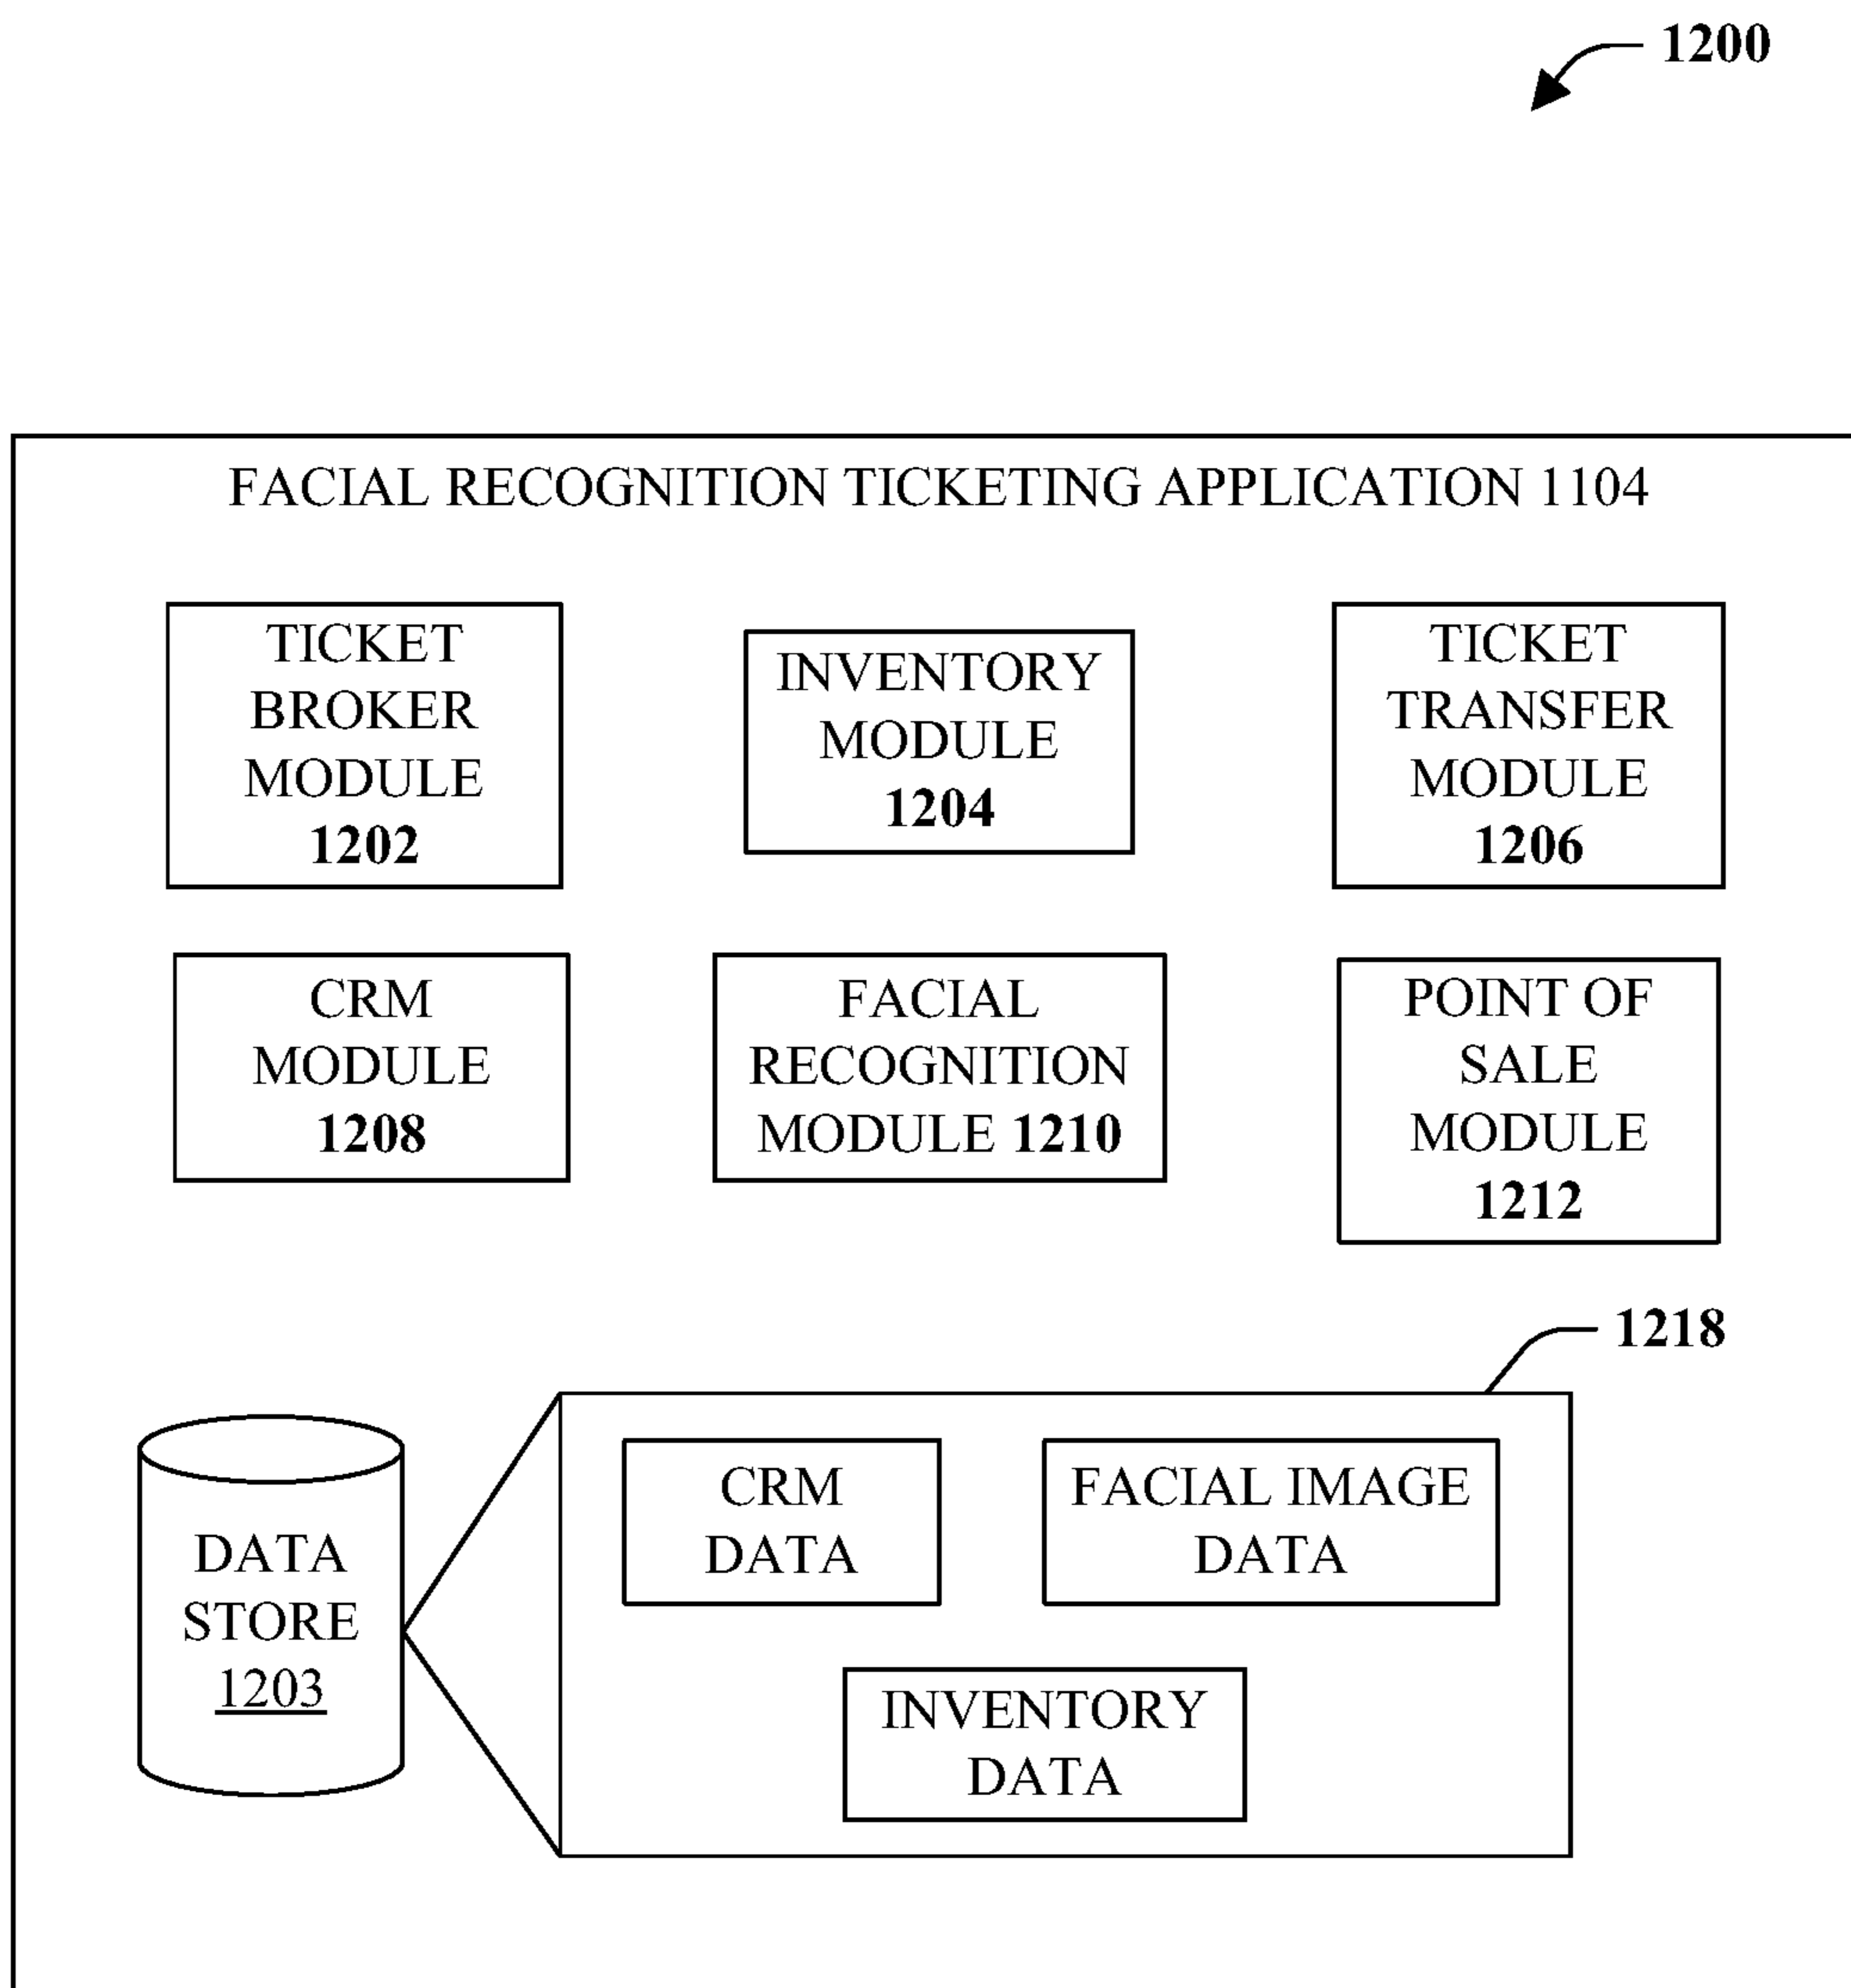 1200
FACIAL RECOGNITION TICKETING APPLICATION 1104
TICKET
BROKER
MODULE
1202
INVENTORY
MODULE
1204
TICKET
TRANSFER
MODULE
1206
CRM
MODULE
1208
FACIAL
RECOGNITION
MODULE 1210
POINT OF
SALE
MODULE
1212
1218
DATA
STORE
1203
CRM
DATA
FACIAL IMAGE
DATA
INVENTORY
DATA